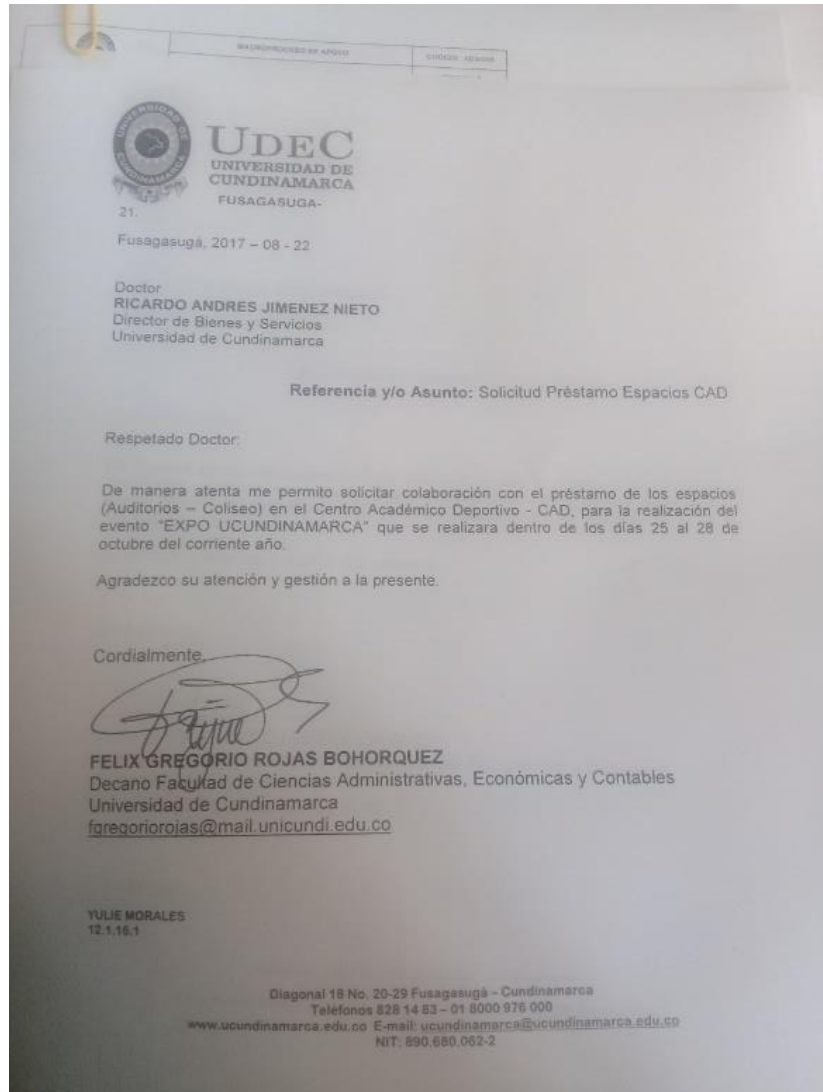 MACROPROCESO DE APOYO
UNIVERSIDAD DE
CUNDINAMARCA
UDEC
UNIVERSIDAD DE
CUNDINAMARCA
FUSAGASUGA-
21.
Fusagasugá, 2017 – 08 - 22
Doctor
RICARDO ANDRES JIMENEZ NIETO
Director de Bienes y Servicios
Universidad de Cundinamarca
Referencia y/o Asunto: Solicitud Préstamo Espacios CAD
Respetado Doctor:
De manera atenta me permito solicitar colaboración con el préstamo de los espacios
(Auditorios – Coliseo) en el Centro Académico Deportivo - CAD, para la realización del
evento "EXPO UCUNDINAMARCA" que se realizara dentro de los días 25 al 28 de
octubre del corriente año.
Agradezco su atención y gestión a la presente.
Cordialmente,
FELIX GREGORIO ROJAS BOHORQUEZ
Decano Facultad de Ciencias Administrativas, Económicas y Contables
Universidad de Cundinamarca
fgregoriorojas@mail.unicundi.edu.co
YULIE MORALES
12.1.16.1
Diagonal 18 No. 20-29 Fusagasugá – Cundinamarca
Teléfonos 828 14 83 – 01 8000 976 000
www.ucundinamarca.edu.co E-mail: ucundinamarca@ucundinamarca.edu.co
NIT: 890.680.062-2